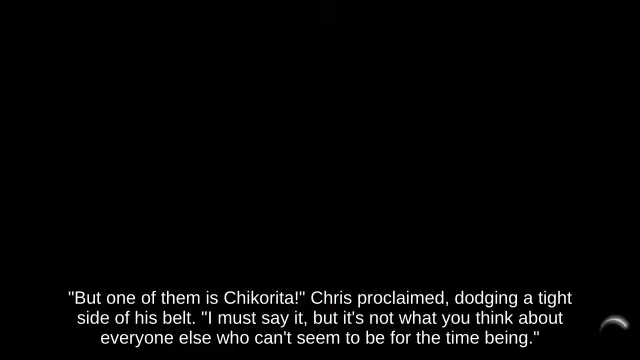 "But one of them is Chikorita!" Chris proclaimed, dodging a tight
side of his belt. "I must say it, but it's not what you think about
everyone else who can't seem to be for the time being."